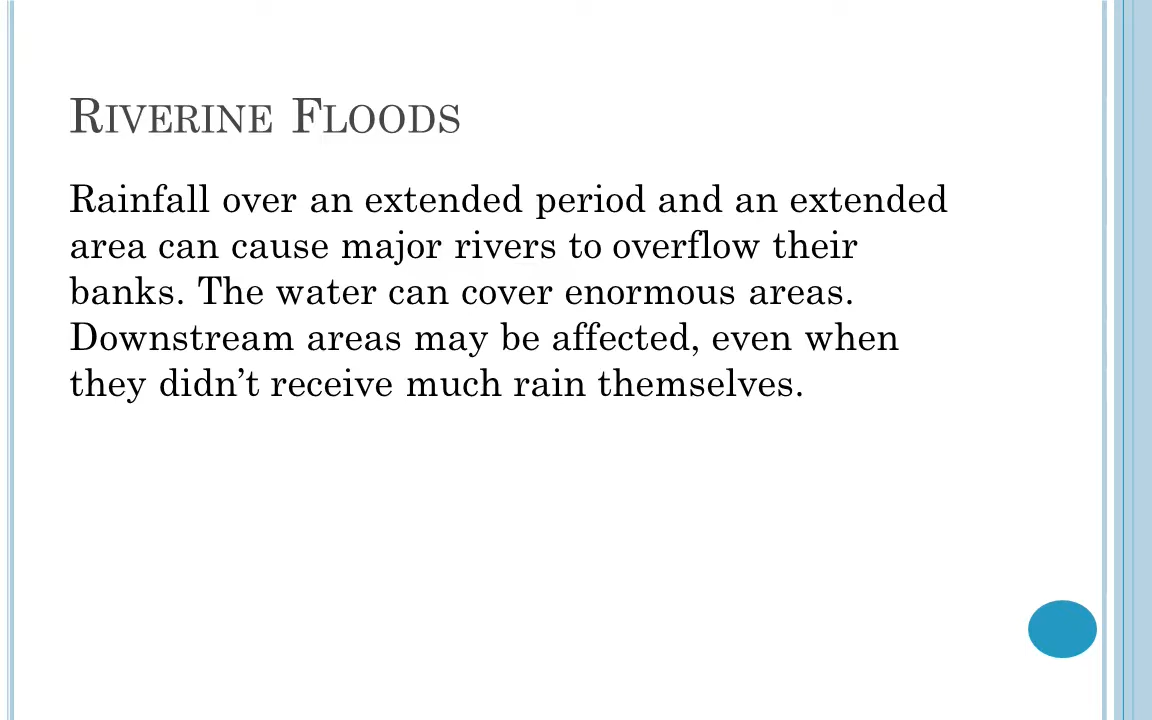 Riverine Floods
Rainfall over an extended period and an extended
area can cause major rivers to overflow their
banks. The water can cover enormous areas.
Downstream areas may be affected, even when
they didn’t receive much rain themselves.